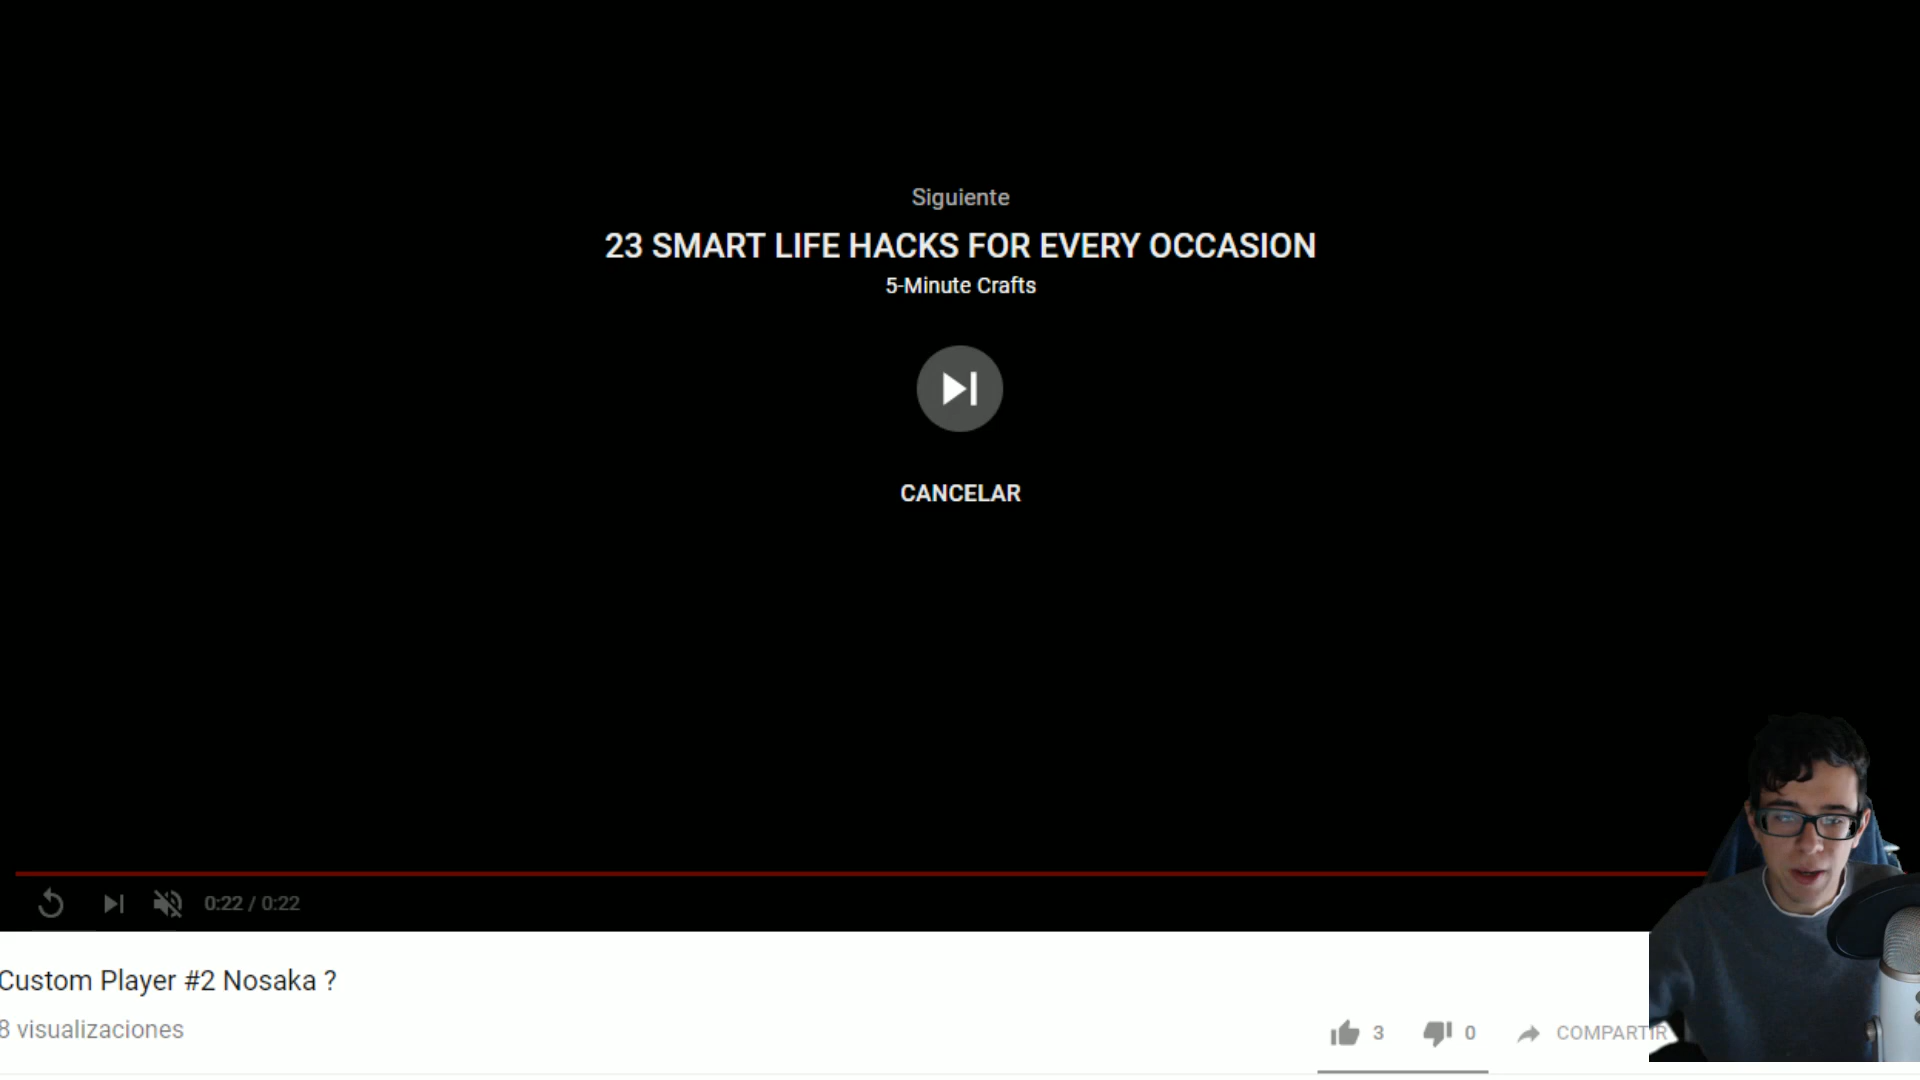 Siguiente
23 SMART LIFE HACKS FOR EVERY OCCASION
5-Minute Crafts
CANCELAR
0:22 / 0:22
Custom Player #2 Nosaka ?
8 visualizaciones
3
0
COMPARTIR